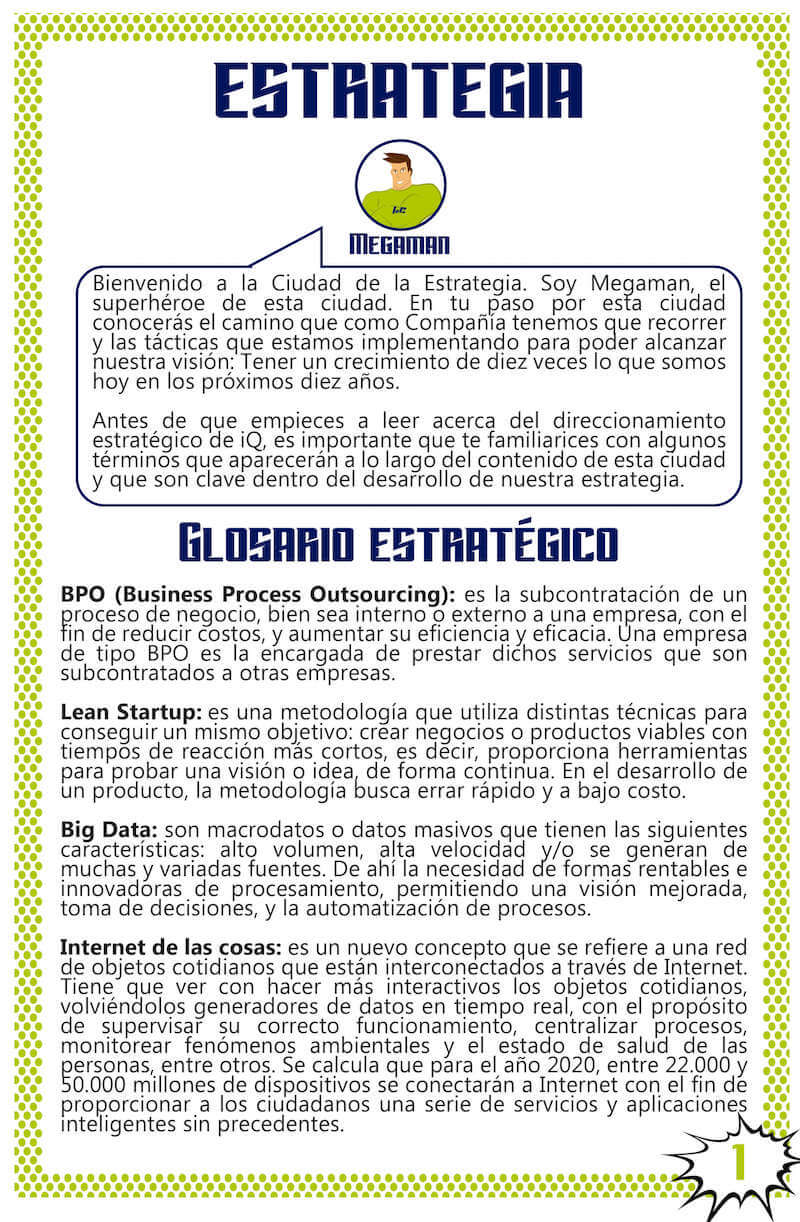 ESTRATEGIA
LC
MEGAMAN
Bienvenido a la Ciudad de la Estrategia. Soy Megaman, el
superhéroe de esta ciudad. En tu paso por esta ciudad
conocerás el camino que como Compañía tenemos que recorrer
y las tácticas que estamos implementando para poder alcanzar
nuestra visión: Tener un crecimiento de diez veces lo que somos
hoy en los próximos diez años.
Antes de que empieces a leer acerca del direccionamiento
estratégico de iQ, es importante que te familiarices con algunos
términos que aparecerán a lo largo del contenido de esta ciudad
y que son clave dentro del desarrollo de nuestra estrategia.
GLOSARIO ESTRATÉGICO
BPO (Business Process Outsourcing): es la subcontratación de un
proceso de negocio, bien sea interno o externo a una empresa, con el
fin de reducir costos, y aumentar su eficiencia y eficacia. Una empresa
de tipo BPO es la encargada de prestar dichos servicios que son
subcontratados a otras empresas.
Lean Startup: es una metodología que utiliza distintas técnicas para
conseguir un mismo objetivo: crear negocios o productos viables con
tiempos de reacción más cortos, es decir, proporciona herramientas
para probar una visión o idea, de forma continua. En el desarrollo de
un producto, la metodología busca errar rápido y a bajo costo.
Big Data: son macrodatos o datos masivos que tienen las siguientes
características: alto volumen, alta velocidad y/o se generan de
muchas y variadas fuentes. De ahí la necesidad de formas rentables e
innovadoras de procesamiento, permitiendo una visión mejorada,
toma de decisiones, y la automatización de procesos.
Internet de las cosas: es un nuevo concepto que se refiere a una red
de objetos cotidianos que están interconectados a través de Internet.
Tiene que ver con hacer más interactivos los objetos cotidianos,
volviéndolos generadores de datos en tiempo real, con el propósito
de supervisar su correcto funcionamiento, centralizar procesos,
monitorear fenómenos ambientales y el estado de salud de las
personas, entre otros. Se calcula que para el año 2020, entre 22.000 y
50.000 millones de dispositivos se conectarán a Internet con el fin de
proporcionar a los ciudadanos una serie de servicios y aplicaciones
inteligentes sin precedentes.
1